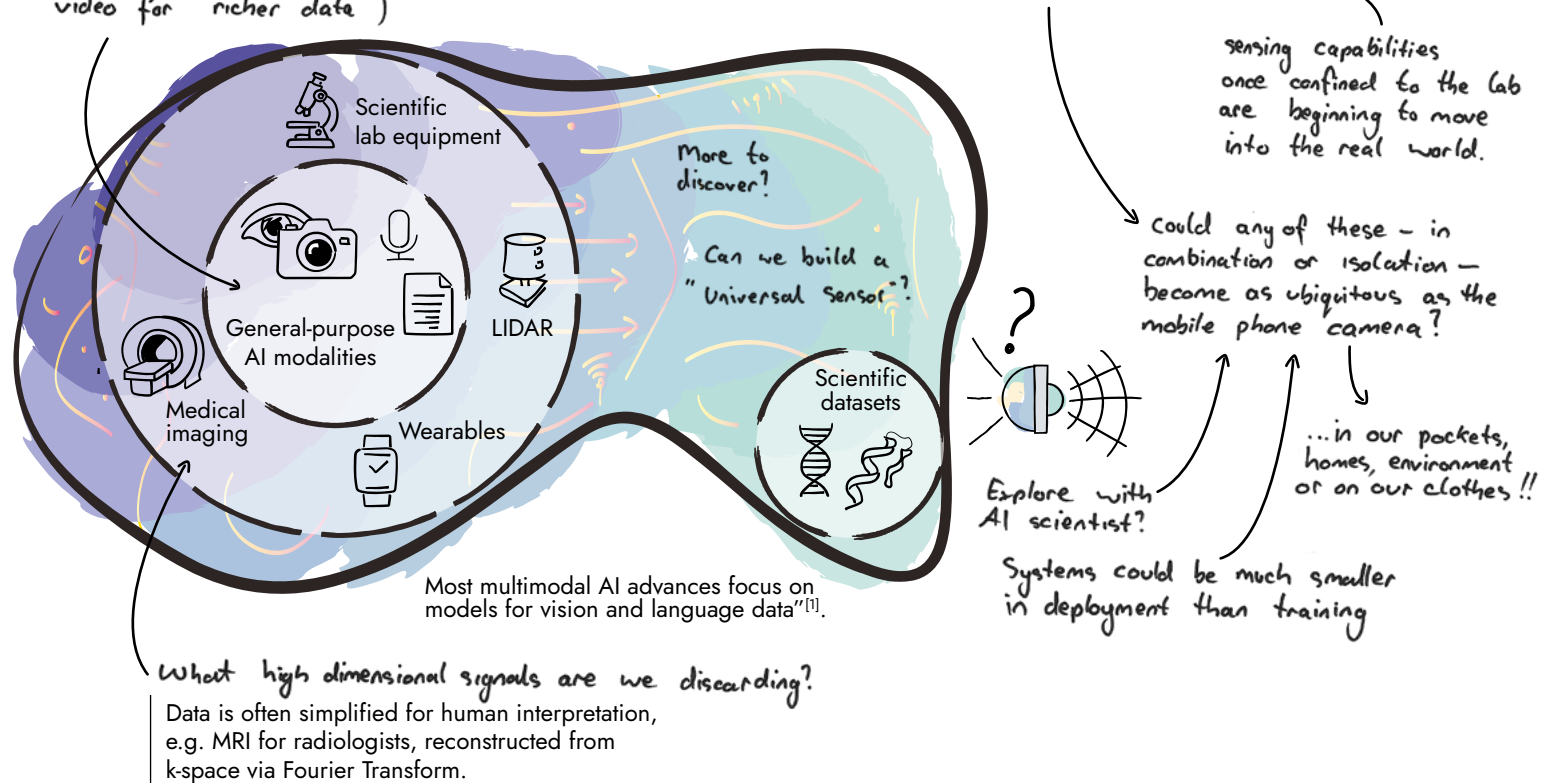 video for richer data )
sensing capabilities
once confined to the lab
are beginning to move
into the real world.
Scientific
lab equipment
More to
discover?
Can we build a
"Universal Sensor"?
General-purpose
AI modalities
LIDAR
Medical
imaging
Wearables
Scientific
datasets
?
Could any of these – in
combination or isolation –
become as ubiquitous as the
mobile phone camera?
...in our pockets,
homes, environment
or on our clothes!!
Explore with
AI scientist?
Systems could be much smaller
in deployment than training
Most multimodal AI advances focus on
models for vision and language data”[1].
What high dimensional signals are we discarding?
Data is often simplified for human interpretation,
e.g. MRI for radiologists, reconstructed from
k-space via Fourier Transform.